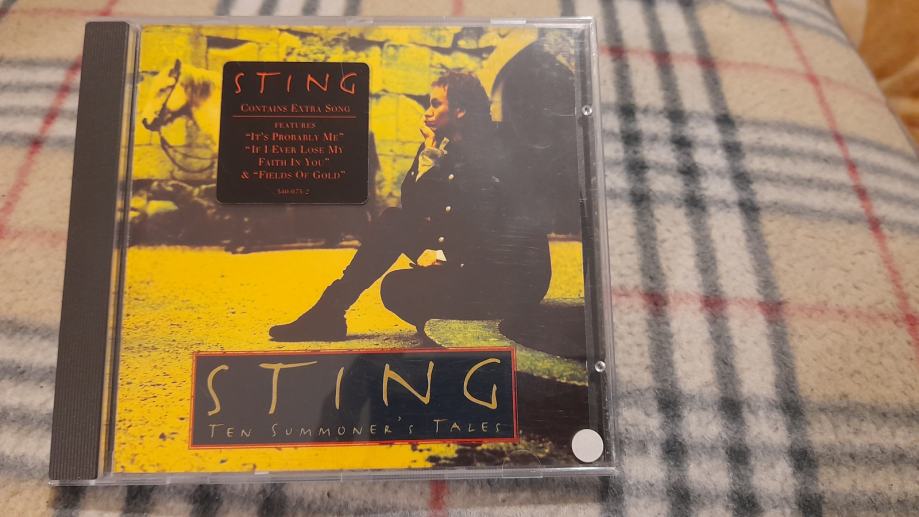 STING
CONTAINS EXTRA SONG
FEATURES
"IT'S PROBABLY ME"
"IF I EVER LOSE MY
FAITH IN YOU"
& "FIELDS OF GOLD"
540 075-2
STING
TEN SUMMONER'S TALES